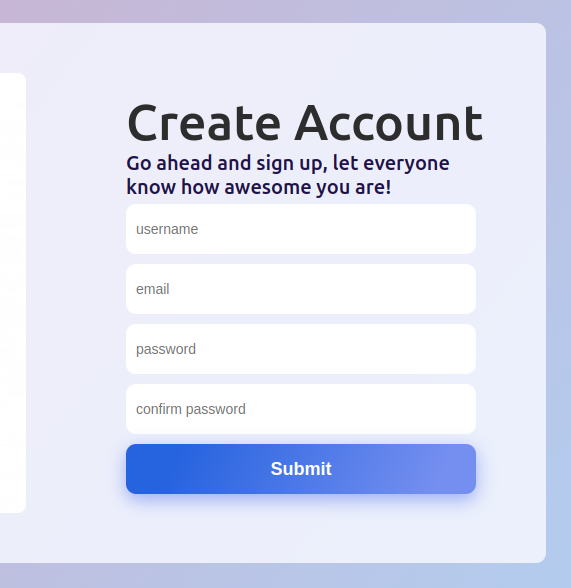 Create Account
Go ahead and sign up, let everyone
know how awesome you are!
username
email
password
confirm password
Submit